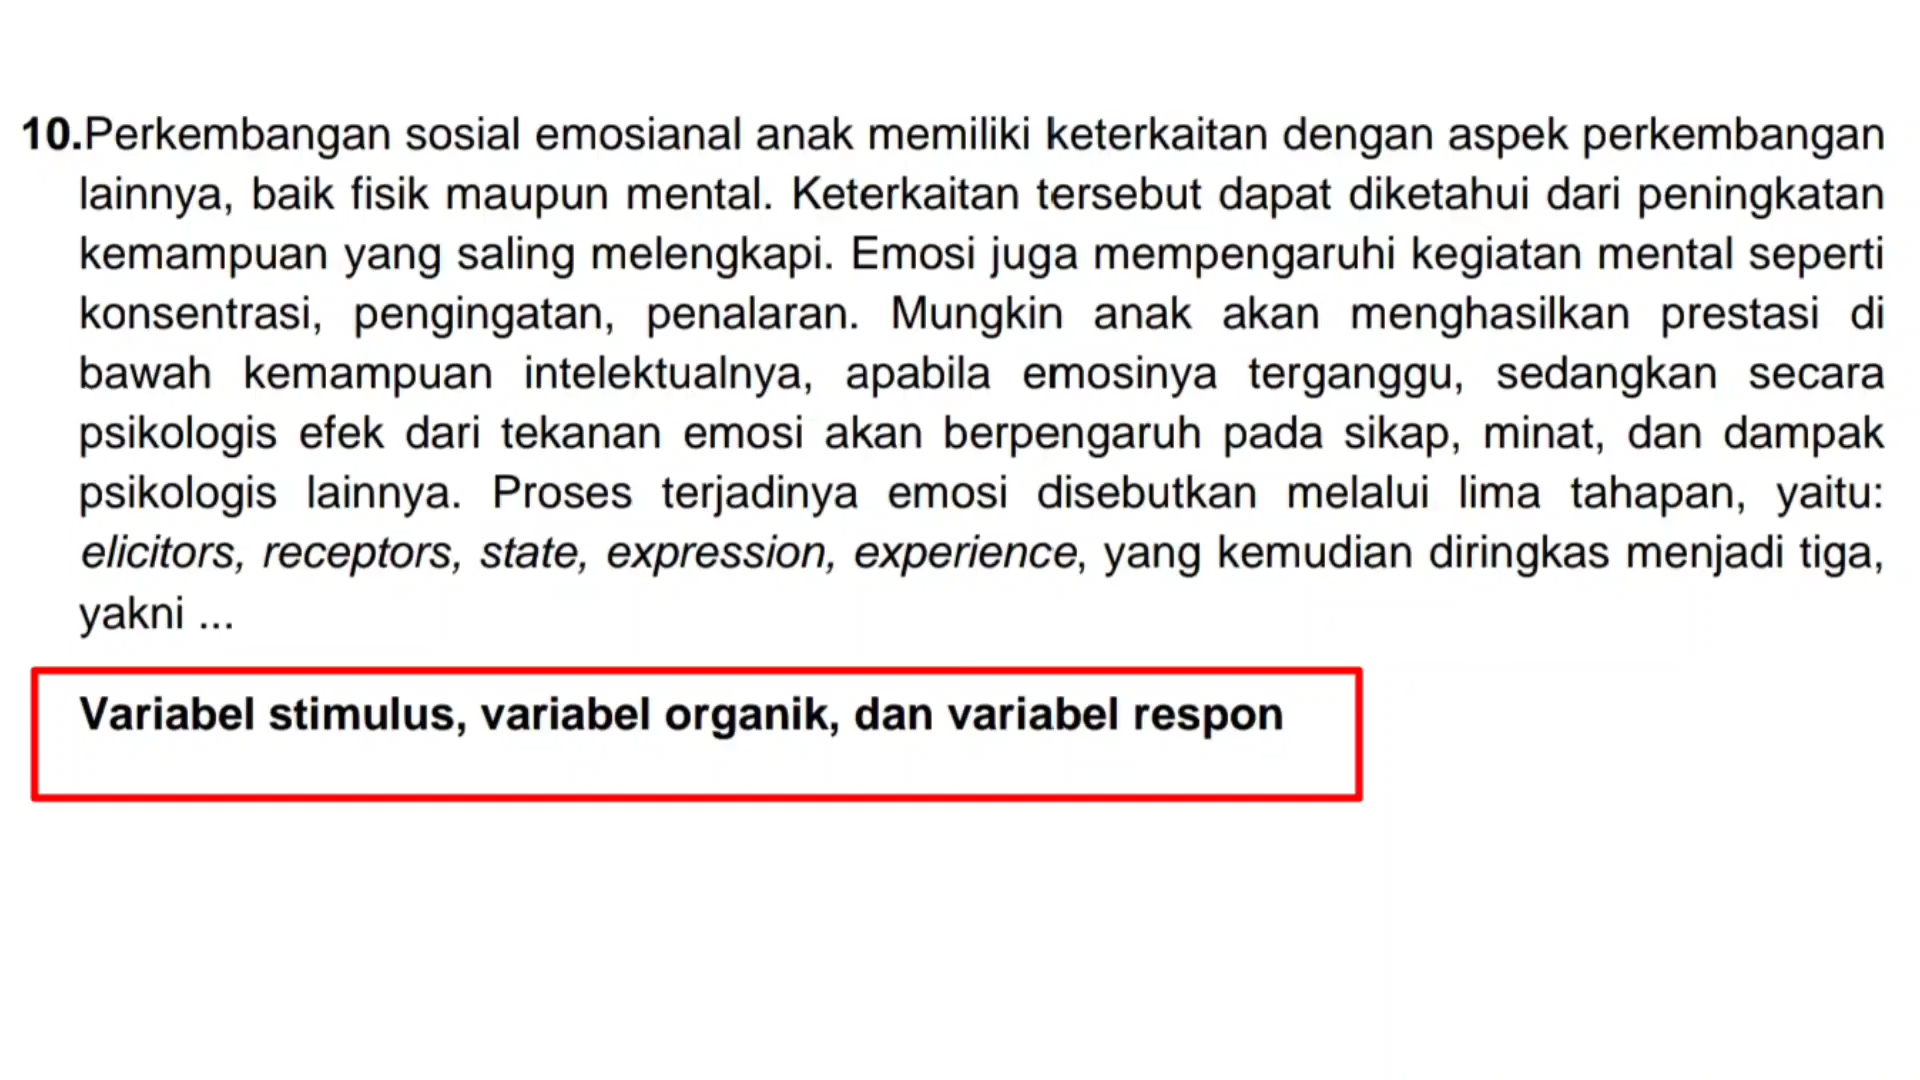 10.Perkembangan sosial emosianal anak memiliki keterkaitan dengan aspek perkembangan
lainnya, baik fisik maupun mental. Keterkaitan tersebut dapat diketahui dari peningkatan
kemampuan yang saling melengkapi. Emosi juga mempengaruhi kegiatan mental seperti
konsentrasi, pengingatan, penalaran. Mungkin anak akan menghasilkan prestasi di
bawah kemampuan intelektualnya, apabila emosinya terganggu, sedangkan secara
psikologis efek dari tekanan emosi akan berpengaruh pada sikap, minat, dan dampak
psikologis lainnya. Proses terjadinya emosi disebutkan melalui lima tahapan, yaitu:
elicitors, receptors, state, expression, experience, yang kemudian diringkas menjadi tiga,
yakni ...
Variabel stimulus, variabel organik, dan variabel respon